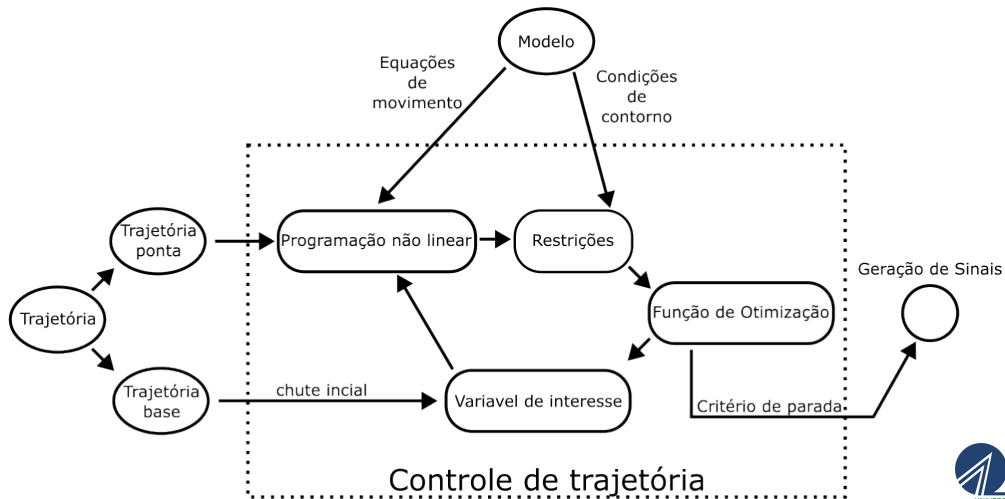 Modelo
Equações
de
movimento
Condições
de
contorno
Trajetória
ponta
Programação não linear
Restrições
Geração de Sinais
Trajetória
Função de Otimização
Trajetória
base
chute incial
Variavel de interesse
Critério de parada
Controle de trajetória